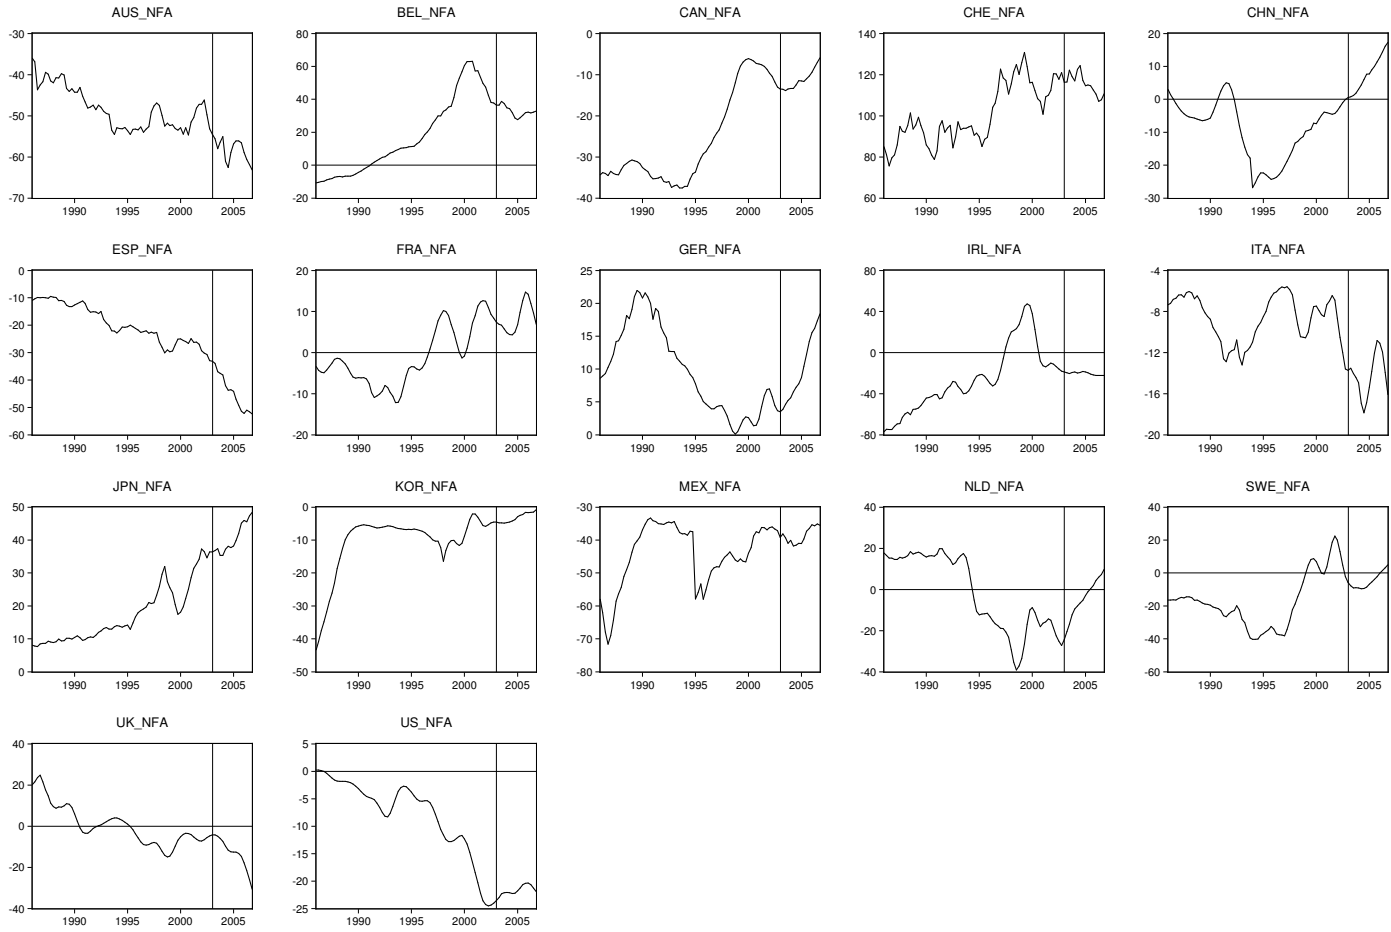 AUS_NFA BEL_NFA CAN_NFA CHE_NFA CHN_NFA
-30 80 0 140 20
-40 60 -10 120 10
-50 40 -20 100 0
-60 20 -30 80 -10
-70 0 -40 60 -20
-20 -30
1990 1995 2000 2005 1990 1995 2000 2005 1990 1995 2000 2005 1990 1995 2000 2005 1990 1995 2000 2005
ESP_NFA FRA_NFA GER_NFA IRL_NFA ITA_NFA
0 20 25 80 -4
-10 10 20 40 -8
-20 0 15 0 -12
-30 -10 10 -40 -16
-40 -20 5 -80 -20
-50 0
-60
1990 1995 2000 2005 1990 1995 2000 2005 1990 1995 2000 2005 1990 1995 2000 2005 1990 1995 2000 2005
JPN_NFA KOR_NFA MEX_NFA NLD_NFA SWE_NFA
50 0 -30 40 40
40 -10 -40 20 20
30 -20 -50 0 0
20 -30 -60 -20 -20
10 -40 -70 -40 -40
0 -50 -80 -60
1990 1995 2000 2005 1990 1995 2000 2005 1990 1995 2000 2005 1990 1995 2000 2005 1990 1995 2000 2005
UK_NFA US_NFA
40 5
20 0
0 -5
-20 -10
-40 -15
-20
-25
1990 1995 2000 2005 1990 1995 2000 2005